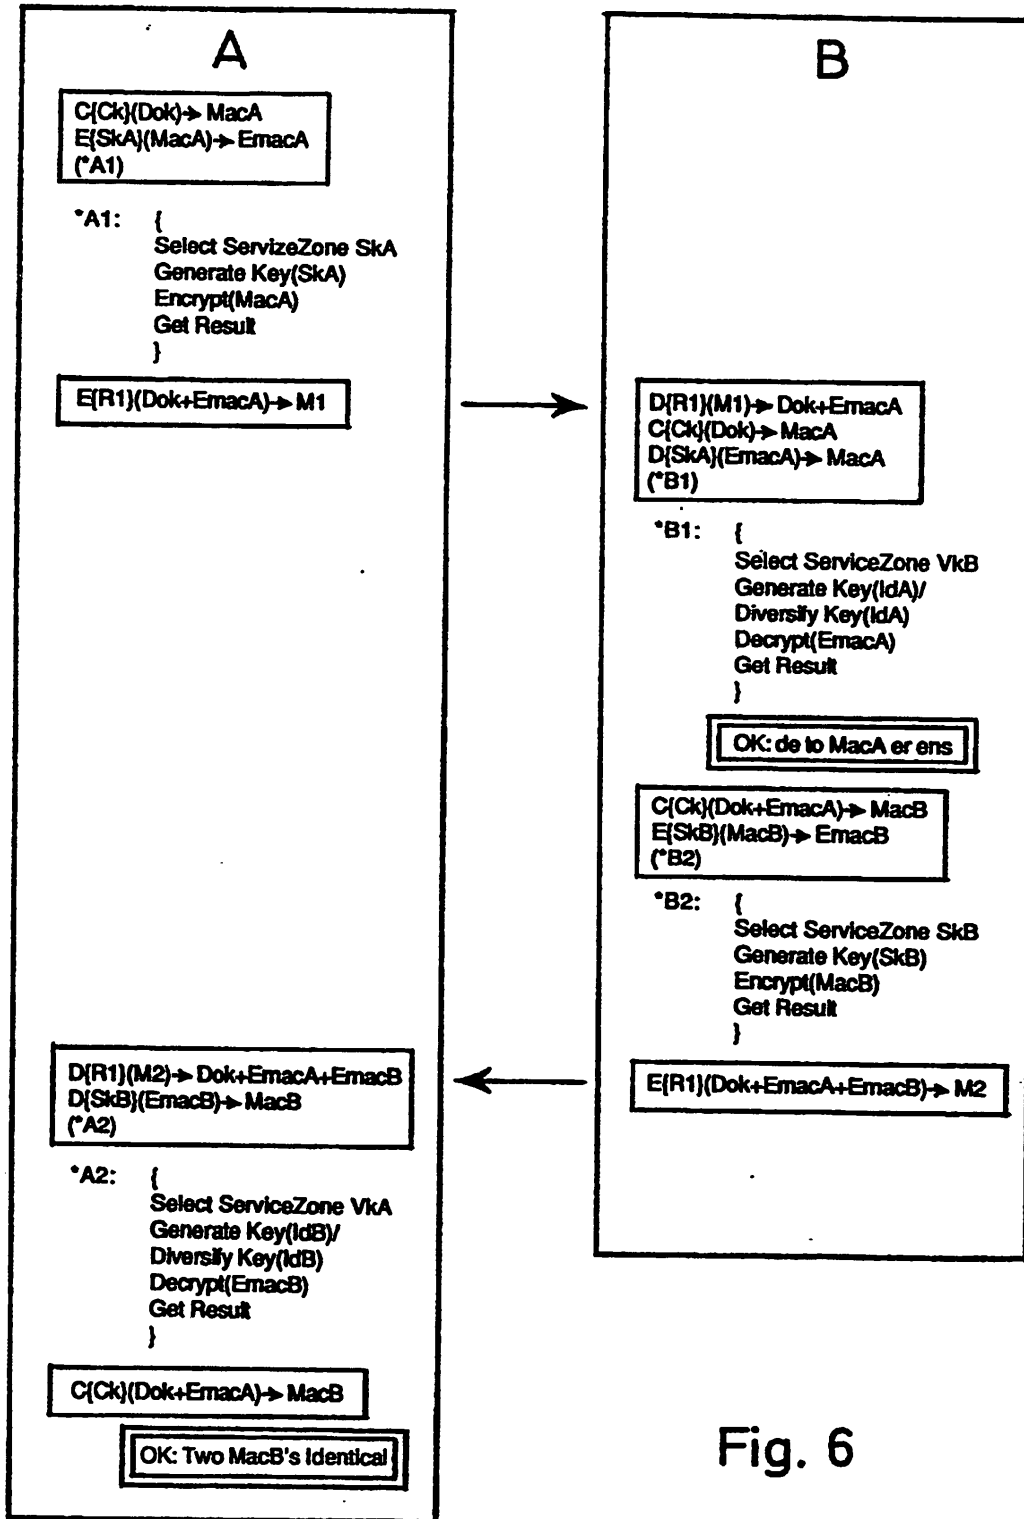 A
C{Ck}(Dok)→ MacA
E{SkA}(MacA)→ EmacA
(*A1)
*A1: {
Select ServizeZone SkA
Generate Key(SkA)
Encrypt(MacA)
Get Result
}
E{R1}(Dok+EmacA)→ M1
B
D{R1}(M1)→ Dok+EmacA
C{Ck}(Dok)→ MacA
D{SkA}(EmacA)→ MacA
(*B1)
*B1: {
Select ServiceZone VkB
Generate Key(IdA)/
Diversify Key(IdA)
Decrypt(EmacA)
Get Result
}
OK: de to MacA er ens
C{Ck}(Dok+EmacA)→ MacB
E{SkB}(MacB)→ EmacB
(*B2)
*B2: {
Select ServiceZone SkB
Generate Key(SkB)
Encrypt(MacB)
Get Result
}
E{R1}(Dok+EmacA+EmacB)→ M2
D{R1}(M2)→ Dok+EmacA+EmacB
D{SkB}(EmacB)→ MacB
(*A2)
*A2: {
Select ServiceZone VkA
Generate Key(IdB)/
Diversify Key(IdB)
Decrypt(EmacB)
Get Result
}
C{Ck}(Dok+EmacA)→ MacB
OK: Two MacB's Identical
Fig. 6